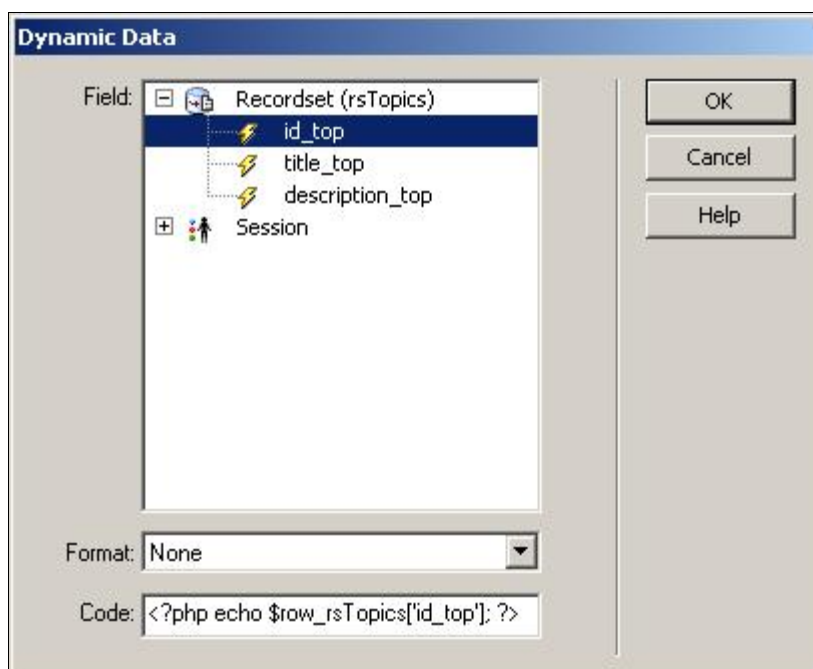 Dynamic Data
Field:
Recordset (rsTopics)
id_top
title_top
description_top
Session
OK
Cancel
Help
Format: None
Code: <?php echo $row_rsTopics['id_top']; ?>